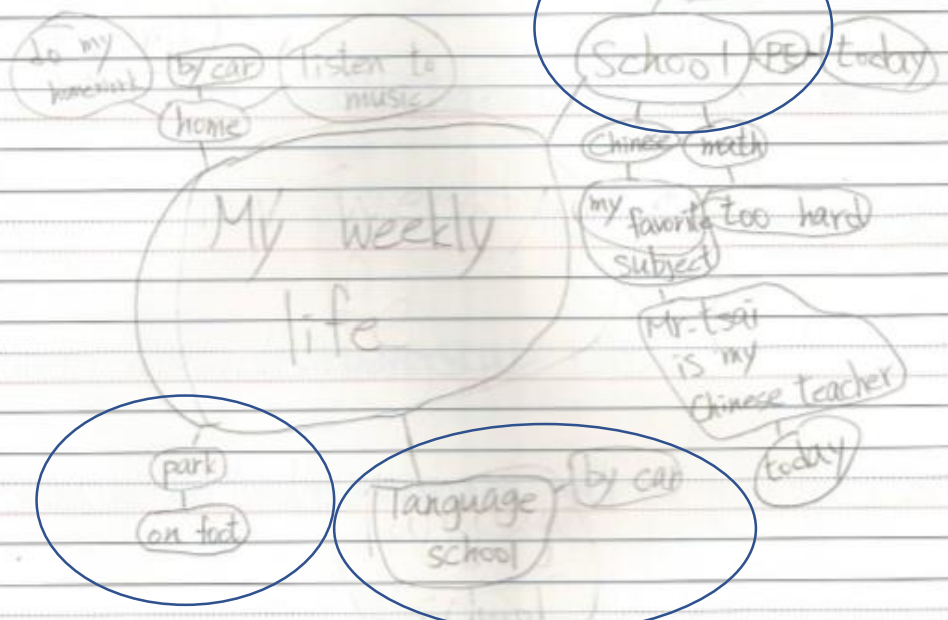 do my
homework
by car
listen to
music
home
School
PE
today
Chinese
math
my
favorite
subject
too hard
My weekly
life
Mr. tsai
is my
Chinese teacher
today
park
on foot
language
school
by car